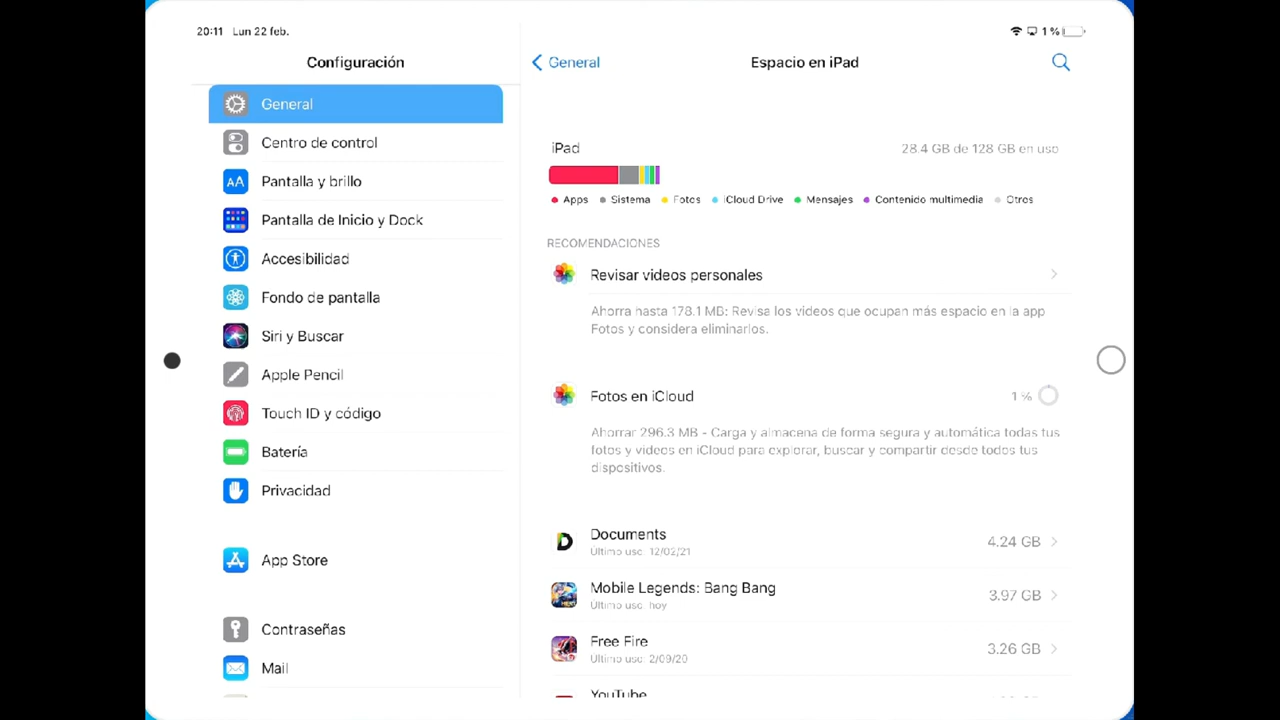 20:11 Lun 22 feb.
1 %
Configuración
General
Centro de control
Pantalla y brillo
Pantalla de Inicio y Dock
Accesibilidad
Fondo de pantalla
Siri y Buscar
Apple Pencil
Touch ID y código
Batería
Privacidad
App Store
Contraseñas
Mail
General
Espacio en iPad
iPad
28.4 GB de 128 GB en uso
Apps Sistema Fotos iCloud Drive Mensajes Contenido multimedia Otros
RECOMENDACIONES
Revisar videos personales
Ahorra hasta 178.1 MB: Revisa los videos que ocupan más espacio en la app
Fotos y considera eliminarlos.
Fotos en iCloud
1 %
Ahorrar 296.3 MB - Carga y almacena de forma segura y automática todas tus
fotos y videos en iCloud para explorar, buscar y compartir desde todos tus
dispositivos.
Documents
4.24 GB
Último uso: 12/02/21
Mobile Legends: Bang Bang
3.97 GB
Último uso: hoy
Free Fire
3.26 GB
Último uso: 2/09/20
YouTube